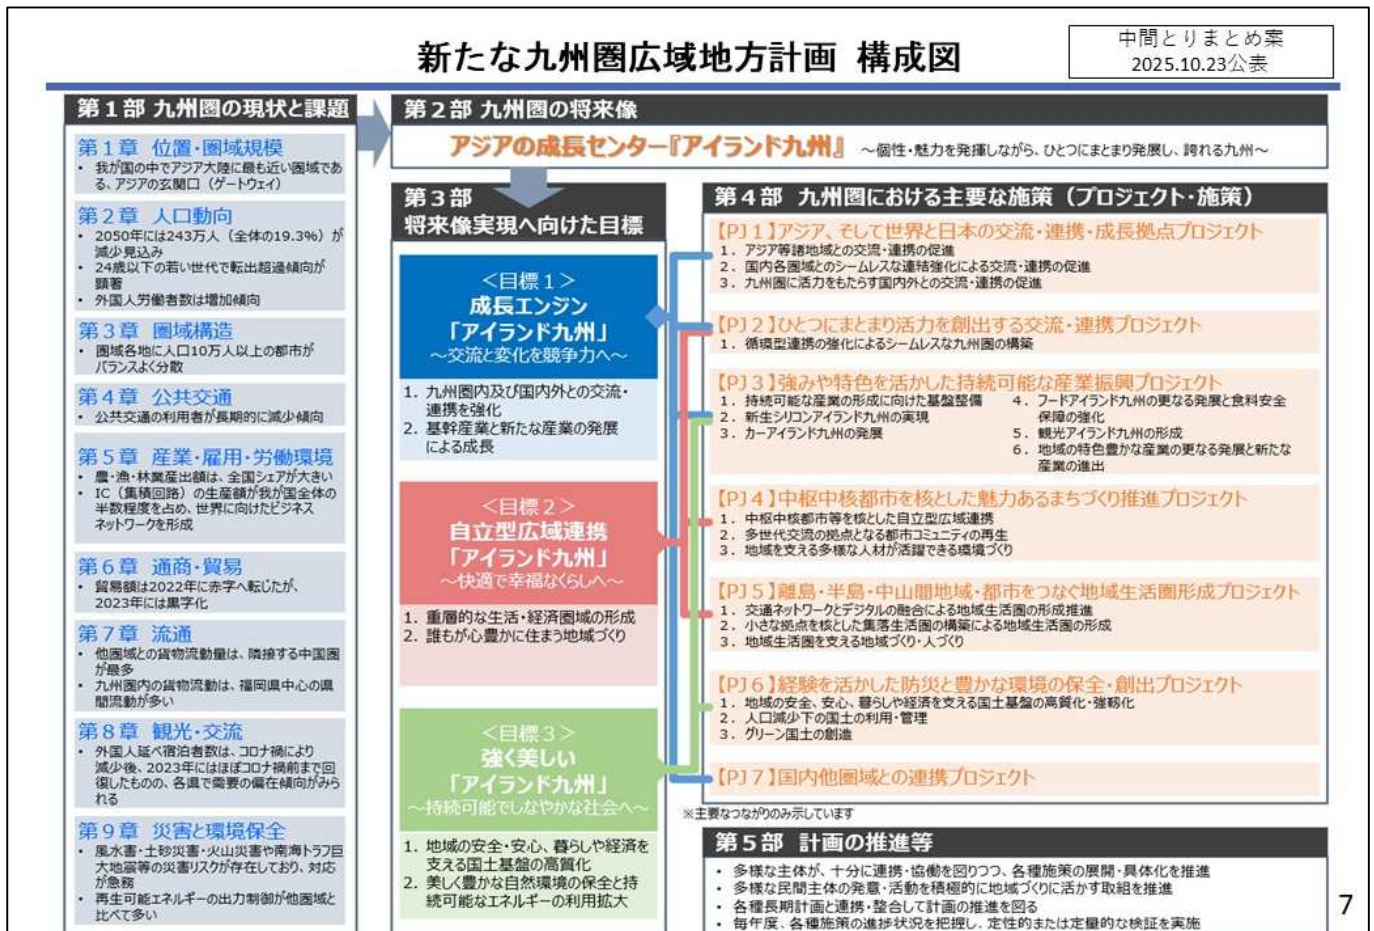 新たな九州圏広域地方計画 構成図
中間とりまとめ案
2025.10.23公表
第1部 九州圏の現状と課題
第1章 位置・圏域規模
• 我が国の中でアジア大陸に最も近い圏域であ
る、アジアの玄関口（ゲートウェイ）
第2章 人口動向
• 2050年には243万人（全体の19.3%）が
減少見込み
• 24歳以下の若い世代で転出超過傾向が
顕著
• 外国人労働者数は増加傾向
第3章 圏域構造
• 圏域各地に人口10万人以上の都市が
バランスよく分散
第4章 公共交通
• 公共交通の利用者が長期的に減少傾向
第5章 産業・雇用・労働環境
• 農・漁・林業産出額は、全国シェアが大きい
• IC（集積回路）の生産額が我が国全体の
半数程度を占め、世界に向けたビジネス
ネットワークを形成
第6章 通商・貿易
• 貿易額は2022年に赤字へ転じたが、
2023年には黒字化
第7章 流通
• 他圏域との貨物流動量は、隣接する中国圏
が最多
• 九州圏内の貨物流動は、福岡県中心の県
間流動が多い
第8章 観光・交流
• 外国人延べ宿泊者数は、コロナ禍により
減少後、2023年にはほぼコロナ禍前まで回
復したものの、各県で需要の偏在傾向がみら
れる
第9章 災害と環境保全
• 風水害・土砂災害・火山災害や南海トラフ巨
大地震等の災害リスクが存在しており、対応
が急務
• 再生可能エネルギーの出力制御が他圏域と
比べて多い
第2部 九州圏の将来像
アジアの成長センター『アイランド九州』 ～個性・魅力を発揮しながら、ひとつにまとまり発展し、誇れる九州～
第3部
将来像実現へ向けた目標
＜目標1＞
成長エンジン
「アイランド九州」
～交流と変化を競争力へ～
1. 九州圏内及び国内外との交流・
連携を強化
2. 基幹産業と新たな産業の発展
による成長
＜目標2＞
自立型広域連携
「アイランド九州」
～快適で幸福なくらしへ～
1. 重層的な生活・経済圏域の形成
2. 誰もが心豊かに住まう地域づくり
＜目標3＞
強く美しい
「アイランド九州」
～持続可能でしなやかな社会へ～
1. 地域の安全・安心、暮らしや経済を
支える国土基盤の高質化
2. 美しく豊かな自然環境の保全と持
続可能なエネルギーの利用拡大
第4部 九州圏における主要な施策（プロジェクト・施策）
【PJ1】アジア、そして世界と日本の交流・連携・成長拠点プロジェクト
1. アジア等諸地域との交流・連携の促進
2. 国内各圏域とのシームレスな連結強化による交流・連携の促進
3. 九州圏に活力をもたらす国内外との交流・連携の促進
【PJ2】ひとつにまとまり活力を創出する交流・連携プロジェクト
1. 循環型連携の強化によるシームレスな九州圏の構築
【PJ3】強みや特色を活かした持続可能な産業振興プロジェクト
1. 持続可能な産業の形成に向けた基盤整備
2. 新生シリコンアイランド九州の実現
3. カーアイランド九州の発展
4. フードアイランド九州の更なる発展と食料安全
保障の強化
5. 観光アイランド九州の形成
6. 地域の特色豊かな産業の更なる発展と新たな
産業の進出
【PJ4】中枢中核都市を核とした魅力あるまちづくり推進プロジェクト
1. 中枢中核都市等を核とした自立型広域連携
2. 多世代交流の拠点となる都市コミュニティの再生
3. 地域を支える多様な人材が活躍できる環境づくり
【PJ5】離島・半島・中山間地域・都市をつなぐ地域生活圏形成プロジェクト
1. 交通ネットワークとデジタルの融合による地域生活圏の形成推進
2. 小さな拠点を核とした集落生活圏の構築による地域生活圏の形成
3. 地域生活圏を支える地域づくり・人づくり
【PJ6】経験を活かした防災と豊かな環境の保全・創出プロジェクト
1. 地域の安全、安心、暮らしや経済を支える国土基盤の高質化・強靱化
2. 人口減少下の国土の利用・管理
3. グリーン国土の創造
【PJ7】国内他圏域との連携プロジェクト
※主要なつながりのみ示しています
第5部 計画の推進等
• 多様な主体が、十分に連携・協働を図りつつ、各種施策の展開・具体化を推進
• 多様な民間主体の発意・活動を積極的に地域づくりに活かす取組を推進
• 各種長期計画と連携・整合して計画の推進を図る
• 毎年度、各種施策の進捗状況を把握し、定性的または定量的な検証を実施
7